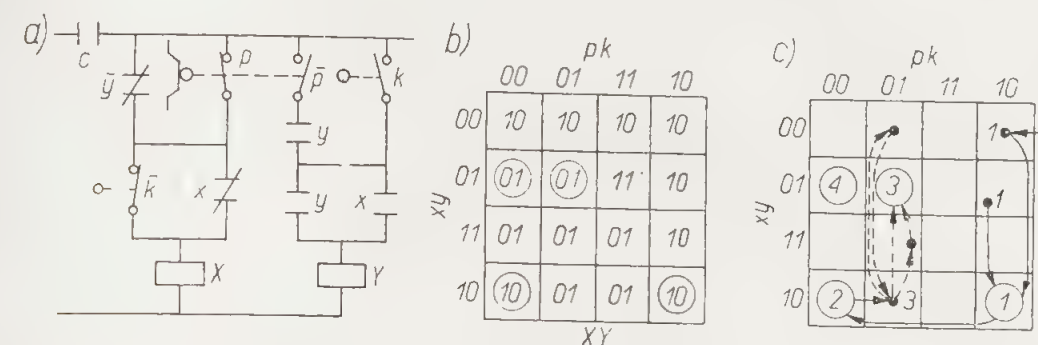 a)
c
ȳ
p
p̄
k
y
k̄
x
y
x
X
Y
b)
pk
00 01 11 10
xy
00 10 10 10 10
01 01 01 11 10
11 01 01 01 10
10 10 01 01 10
XY
c)
pk
00 01 11 10
xy
00 1
01 4 3 1
11
10 2 3 1